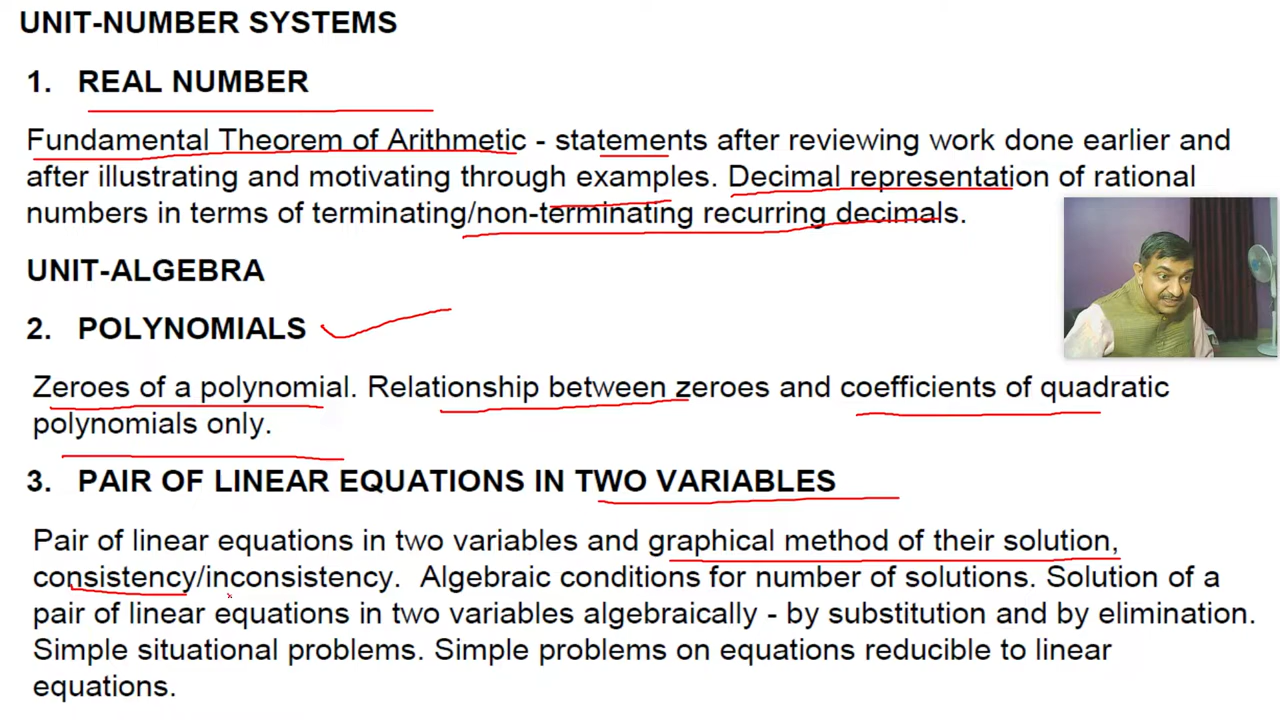 UNIT-NUMBER SYSTEMS
1. REAL NUMBER
Fundamental Theorem of Arithmetic - statements after reviewing work done earlier and
after illustrating and motivating through examples. Decimal representation of rational
numbers in terms of terminating/non-terminating recurring decimals.
UNIT-ALGEBRA
2. POLYNOMIALS
Zeroes of a polynomial. Relationship between zeroes and coefficients of quadratic
polynomials only.
3. PAIR OF LINEAR EQUATIONS IN TWO VARIABLES
Pair of linear equations in two variables and graphical method of their solution,
consistency/inconsistency. Algebraic conditions for number of solutions. Solution of a
pair of linear equations in two variables algebraically - by substitution and by elimination.
Simple situational problems. Simple problems on equations reducible to linear
equations.